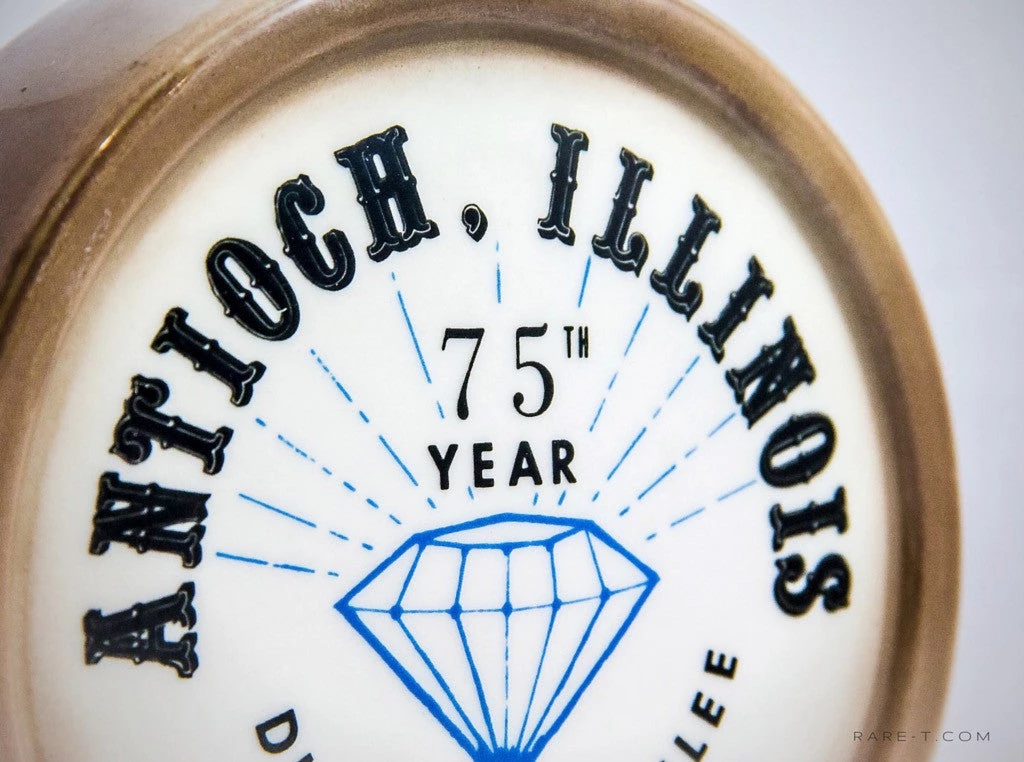 ANTIOCH, ILLINOIS
75TH
YEAR
RARE-T.COM